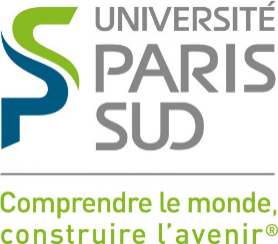 UNIVERSITÉ
PARIS
SUD
Comprendre le monde,
construire l'avenir®